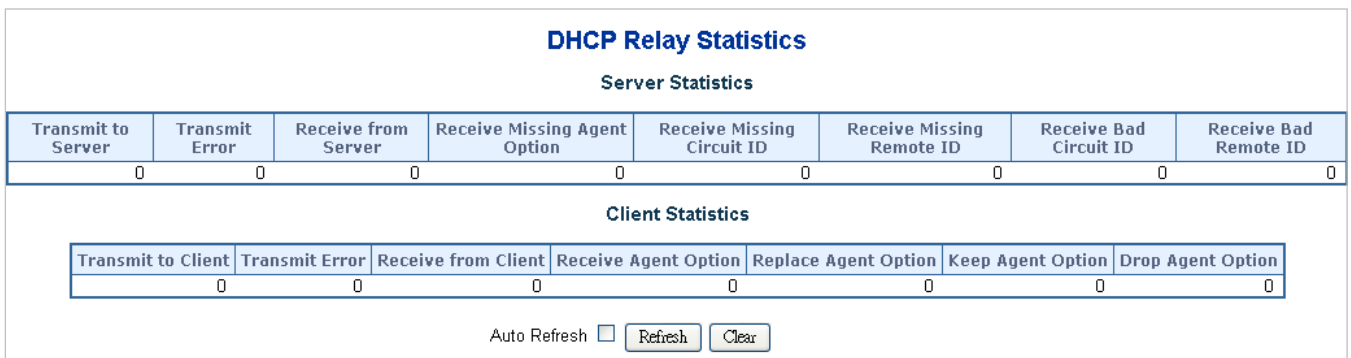 DHCP Relay Statistics
Server Statistics
Transmit to Server Transmit Error Receive from Server Receive Missing Agent Option Receive Missing Circuit ID Receive Missing Remote ID Receive Bad Circuit ID Receive Bad Remote ID
0 0 0 0 0 0 0 0
Client Statistics
Transmit to Client Transmit Error Receive from Client Receive Agent Option Replace Agent Option Keep Agent Option Drop Agent Option
0 0 0 0 0 0 0
Auto Refresh Refresh Clear